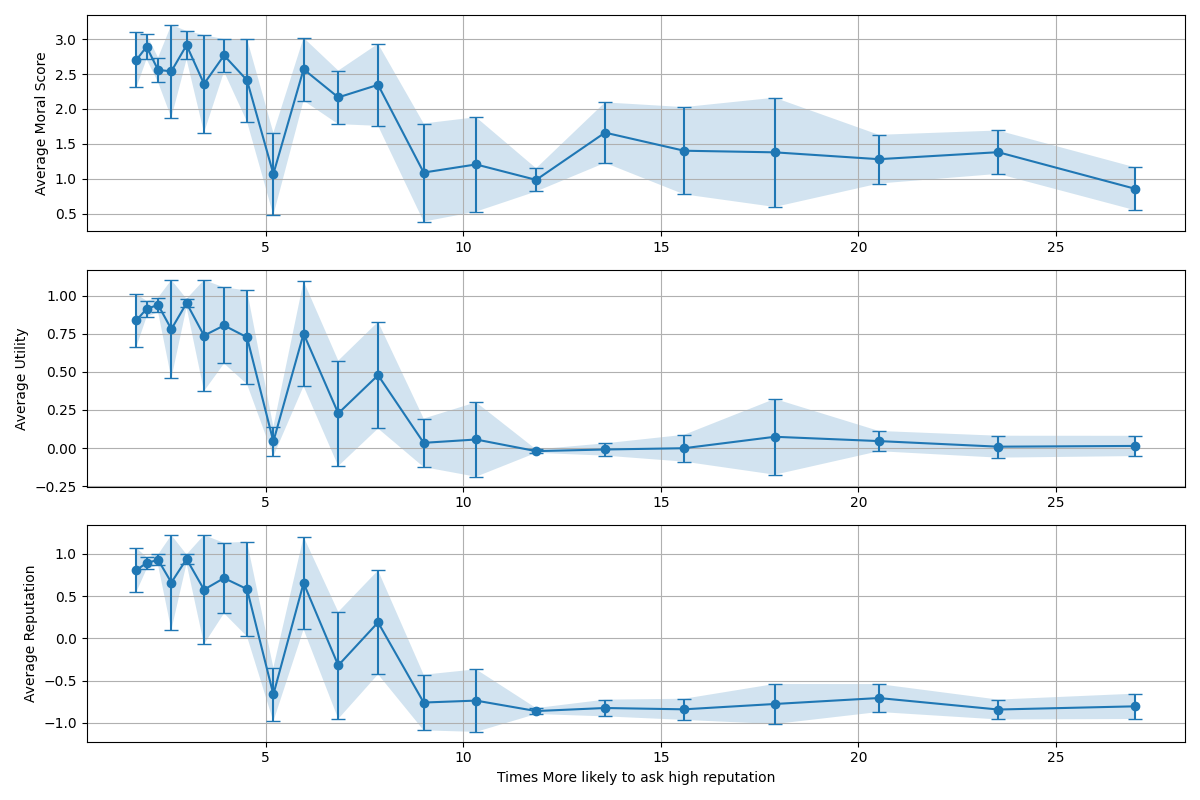 Average Moral Score
3.0
2.5
2.0
1.5
1.0
0.5
5 10 15 20 25
Average Utility
1.00
0.75
0.50
0.25
0.00
−0.25
5 10 15 20 25
Average Reputation
1.0
0.5
0.0
−0.5
−1.0
5 10 15 20 25
Times More likely to ask high reputation